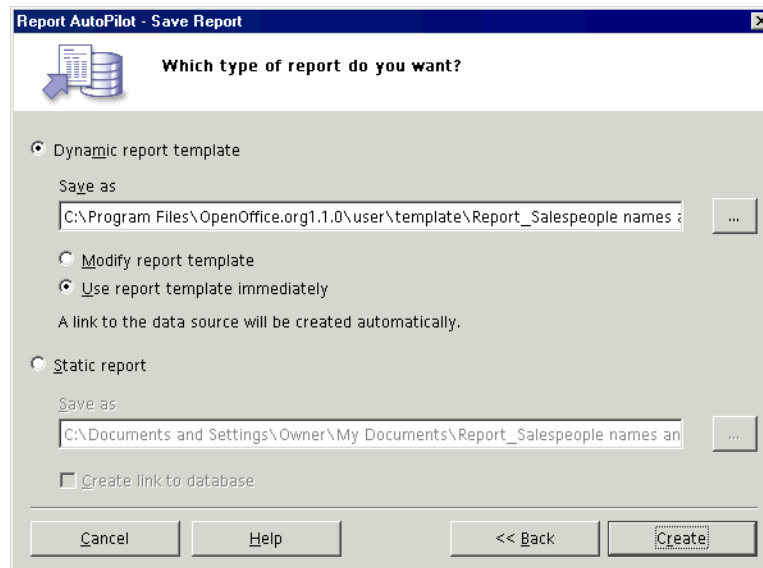 Report AutoPilot - Save Report
Which type of report do you want?
Dynamic report template
Save as
C:\Program Files\OpenOffice.org1.1.0\user\template\Report_Salespeople names a
...
Modify report template
Use report template immediately
A link to the data source will be created automatically.
Static report
Save as
C:\Documents and Settings\Owner\My Documents\Report_Salespeople names an
...
Create link to database
Cancel Help << Back Create